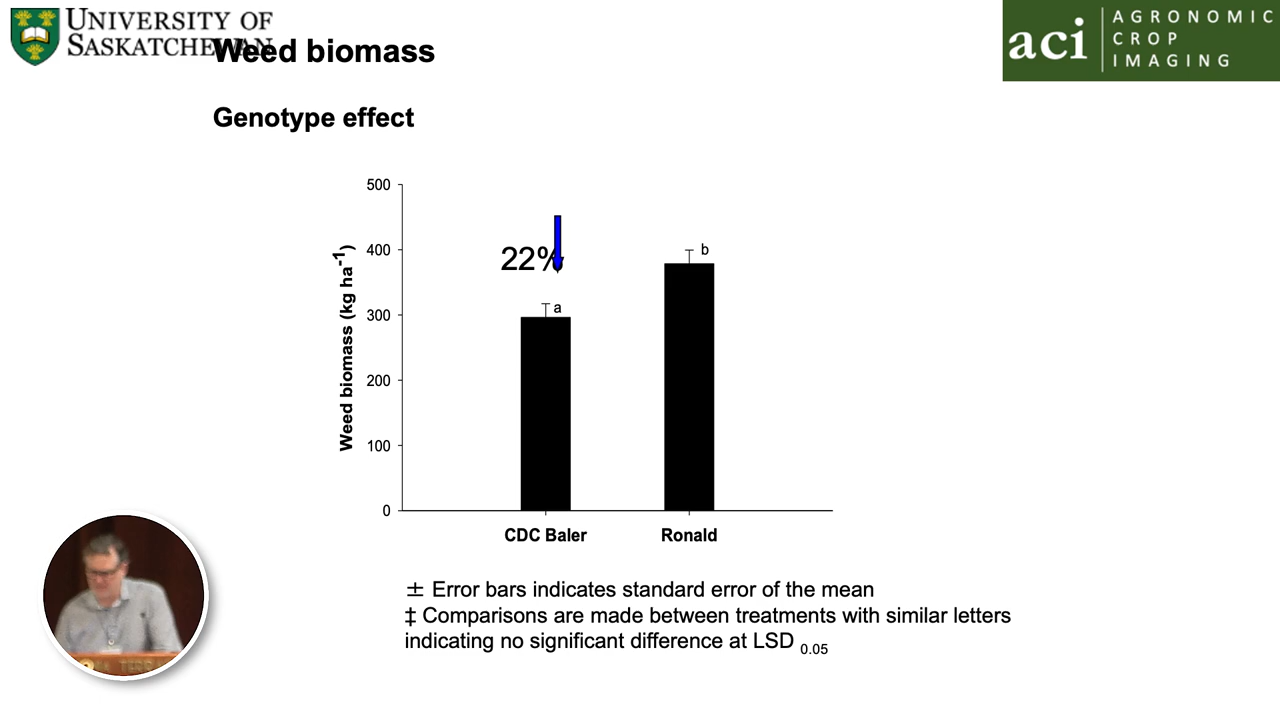 UNIVERSITY OF
SASKATCHEWAN
Weed biomass
aci
AGRONOMIC
CROP
IMAGING
Genotype effect
500
400
300
200
100
0
Weed biomass (kg ha-1)
22%
a
b
CDC Baler
Ronald
± Error bars indicates standard error of the mean
‡ Comparisons are made between treatments with similar letters
indicating no significant difference at LSD 0.05